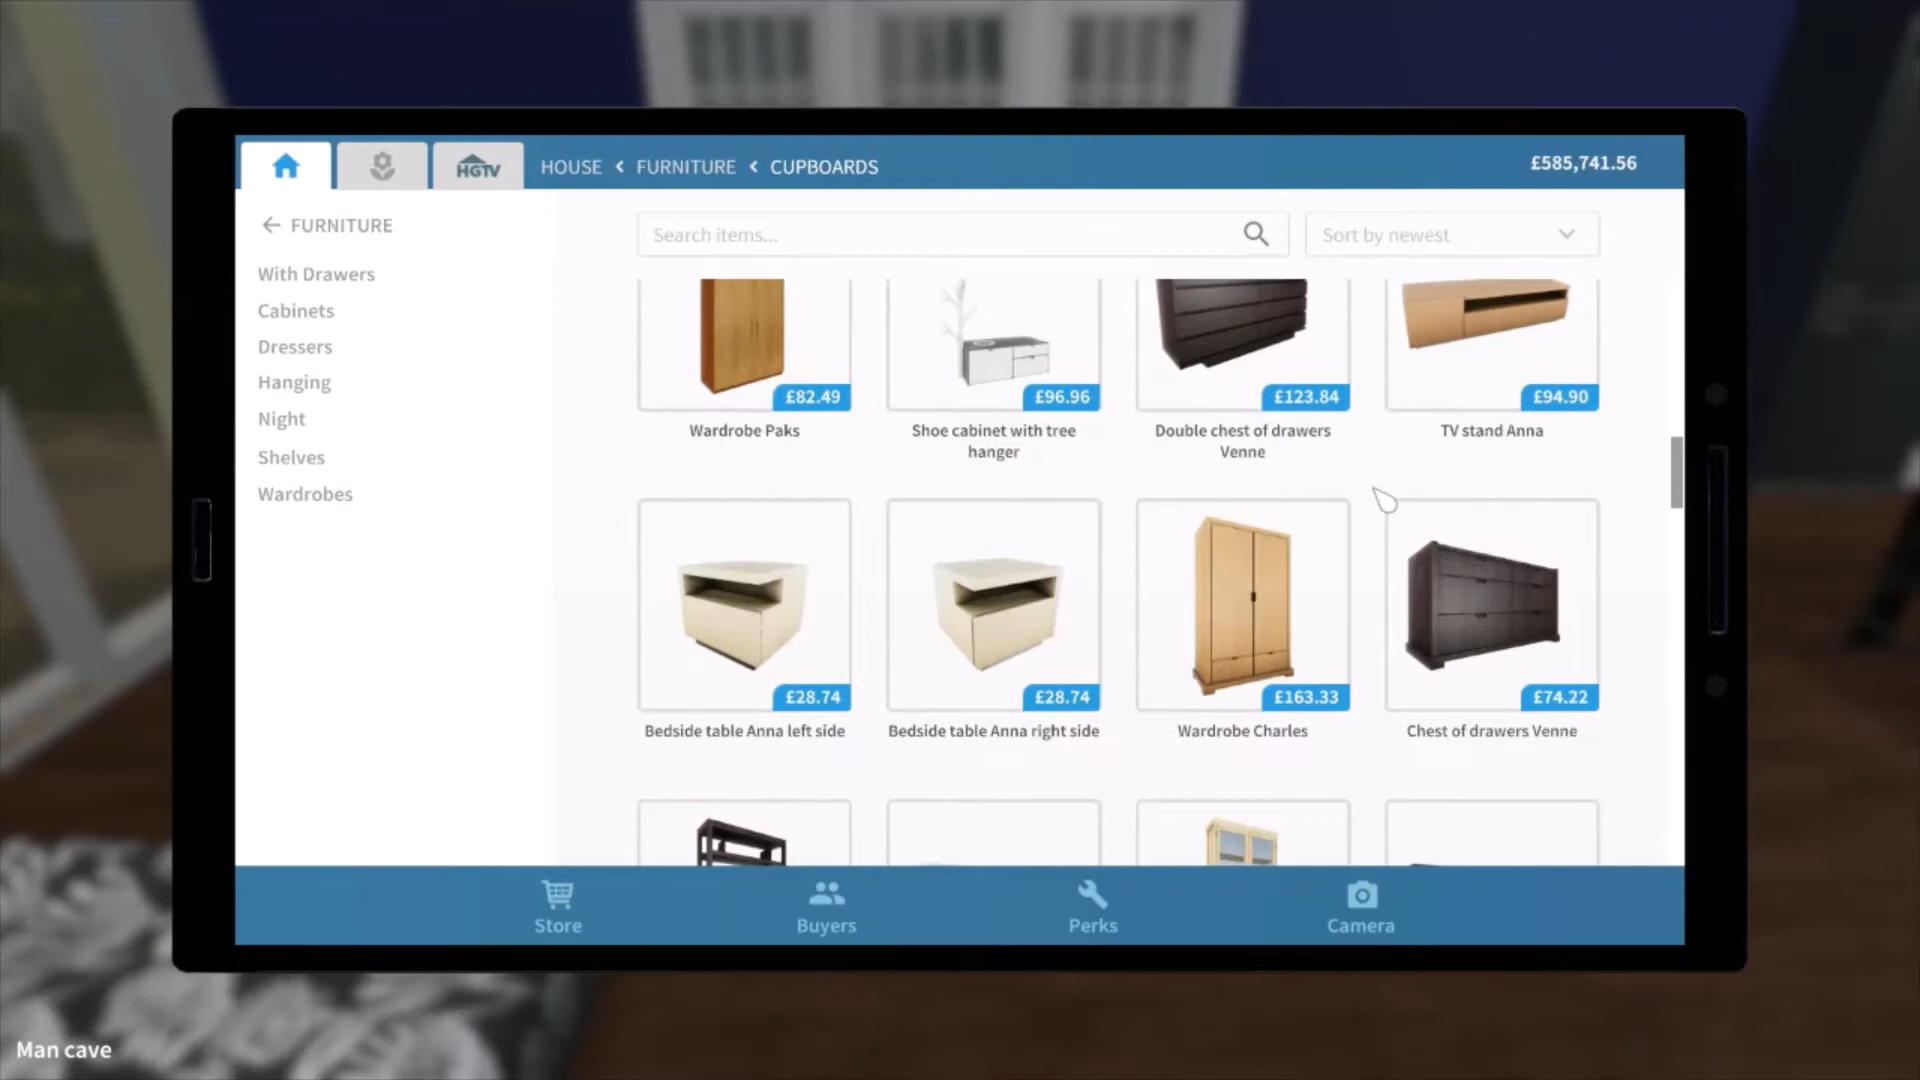 HGTV
HOUSE < FURNITURE < CUPBOARDS
£585,741.56
← FURNITURE
With Drawers
Cabinets
Dressers
Hanging
Night
Shelves
Wardrobes
Search items...
Sort by newest
£82.49
£96.96
£123.84
£94.90
Wardrobe Paks
Shoe cabinet with tree
hanger
Double chest of drawers
Venne
TV stand Anna
£28.74
£28.74
£163.33
£74.22
Bedside table Anna left side
Bedside table Anna right side
Wardrobe Charles
Chest of drawers Venne
Store
Buyers
Perks
Camera
Man cave